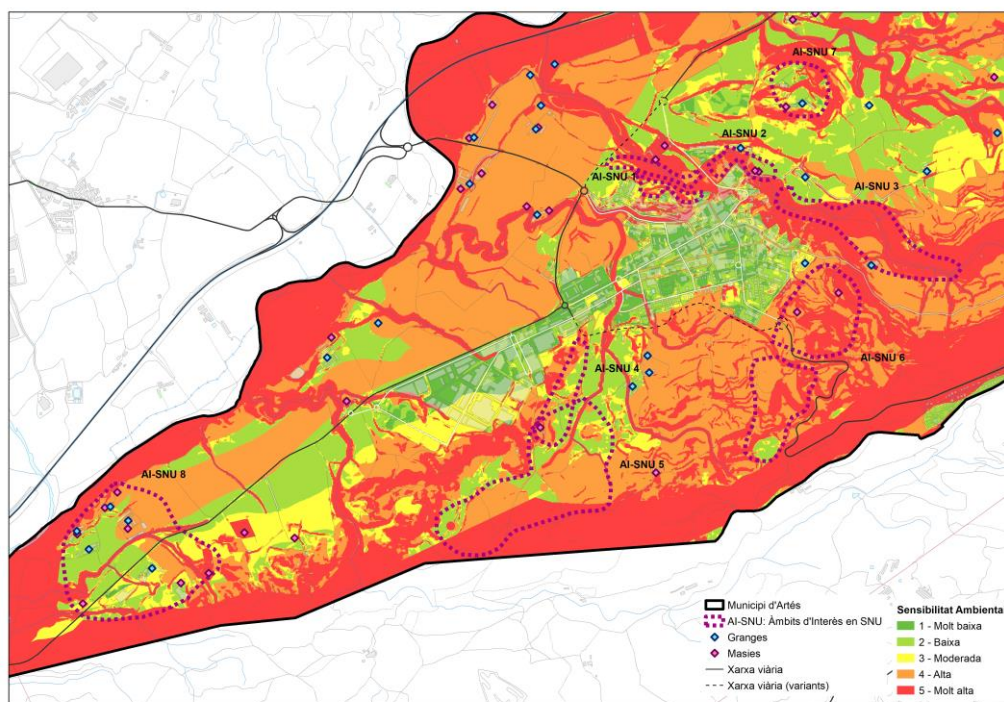 AI-SNU 7
AI-SNU 2
AI-SNU 1
AI-SNU 3
AI-SNU 6
AI-SNU 4
AI-SNU 5
AI-SNU 8
Municipi d'Artés
AI-SNU: Àmbits d'Interès en SNU
Granges
Masies
Xarxa viària
Xarxa viària (variants)
Sensibilitat Ambiental
1 - Molt baixa
2 - Baixa
3 - Moderada
4 - Alta
5 - Molt alta